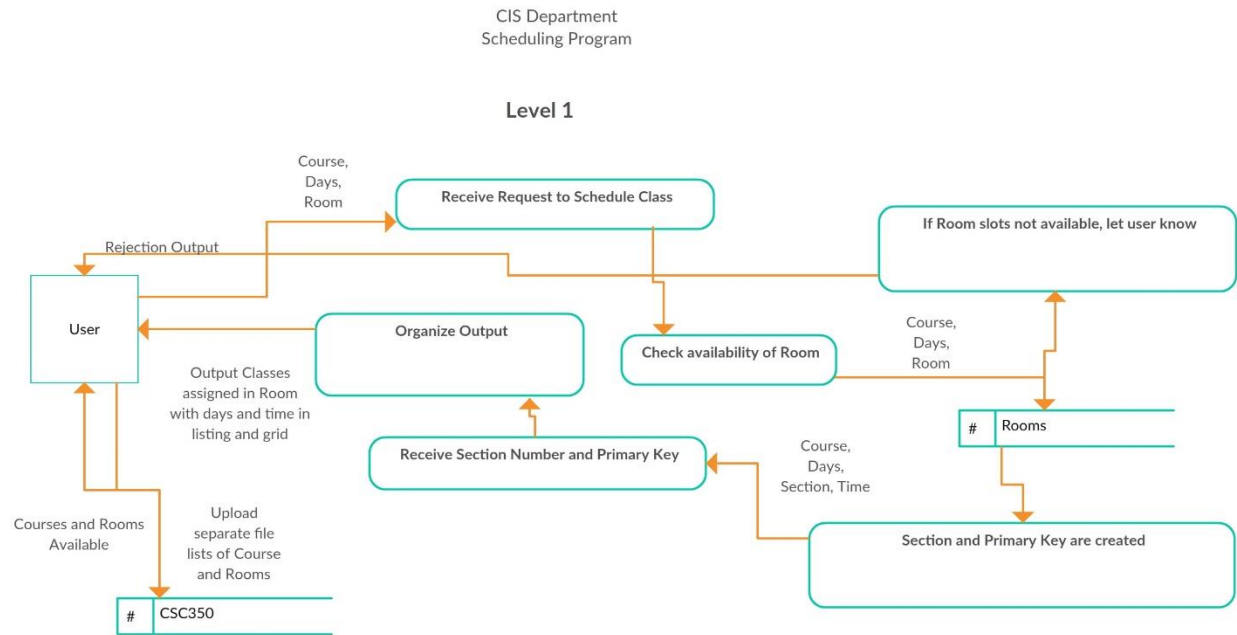 CIS Department
Scheduling Program
Level 1
Course,
Days,
Room
Receive Request to Schedule Class
If Room slots not available, let user know
Rejection Output
User
Organize Output
Check availability of Room
Course,
Days,
Room
Output Classes
assigned in Room
with days and time in
listing and grid
# Rooms
Receive Section Number and Primary Key
Course,
Days,
Section, Time
Courses and Rooms
Available
Upload
separate file
lists of Course
and Rooms
Section and Primary Key are created
# CSC350